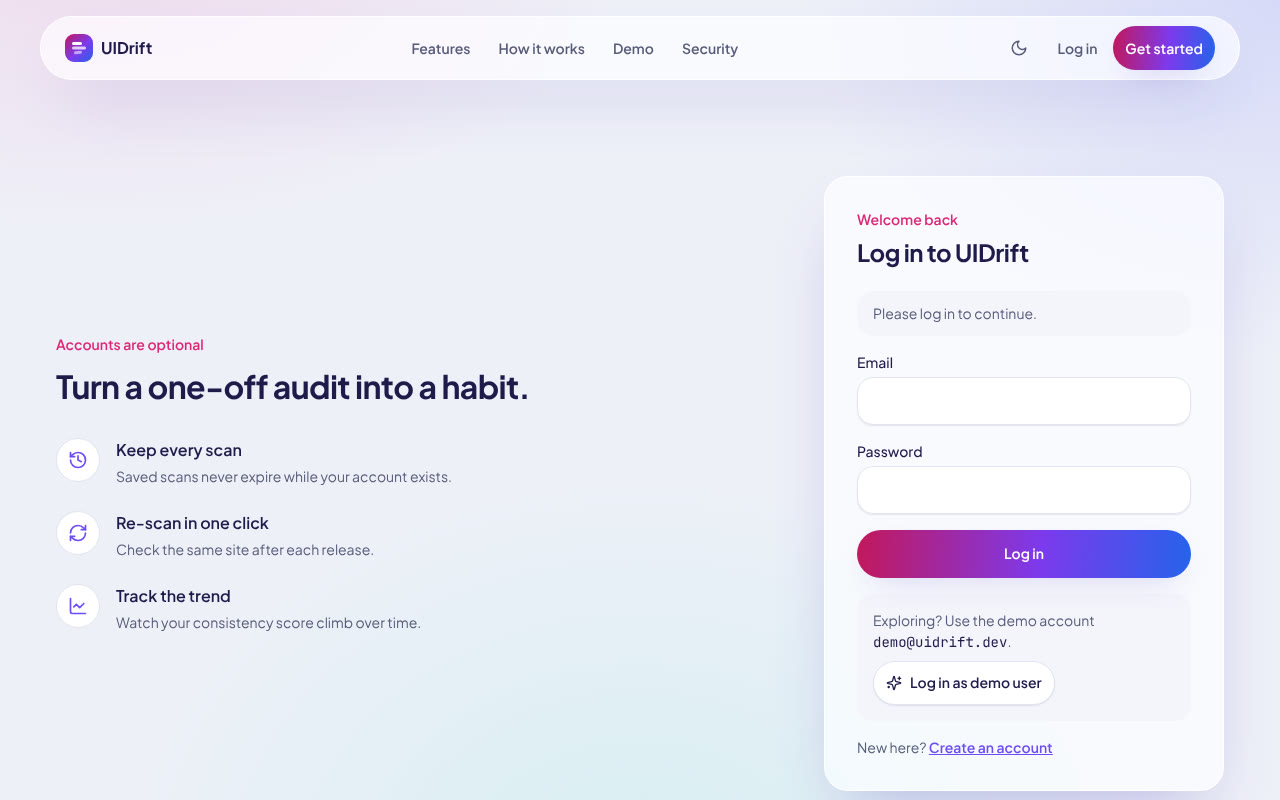 UIDrift
Features
How it works
Demo
Security
Log in
Get started
Accounts are optional
Turn a one-off audit into a habit.
Keep every scan
Saved scans never expire while your account exists.
Re-scan in one click
Check the same site after each release.
Track the trend
Watch your consistency score climb over time.
Welcome back
Log in to UIDrift
Please log in to continue.
Email
Password
Log in
Exploring? Use the demo account
demo@uidrift.dev.
Log in as demo user
New here? Create an account